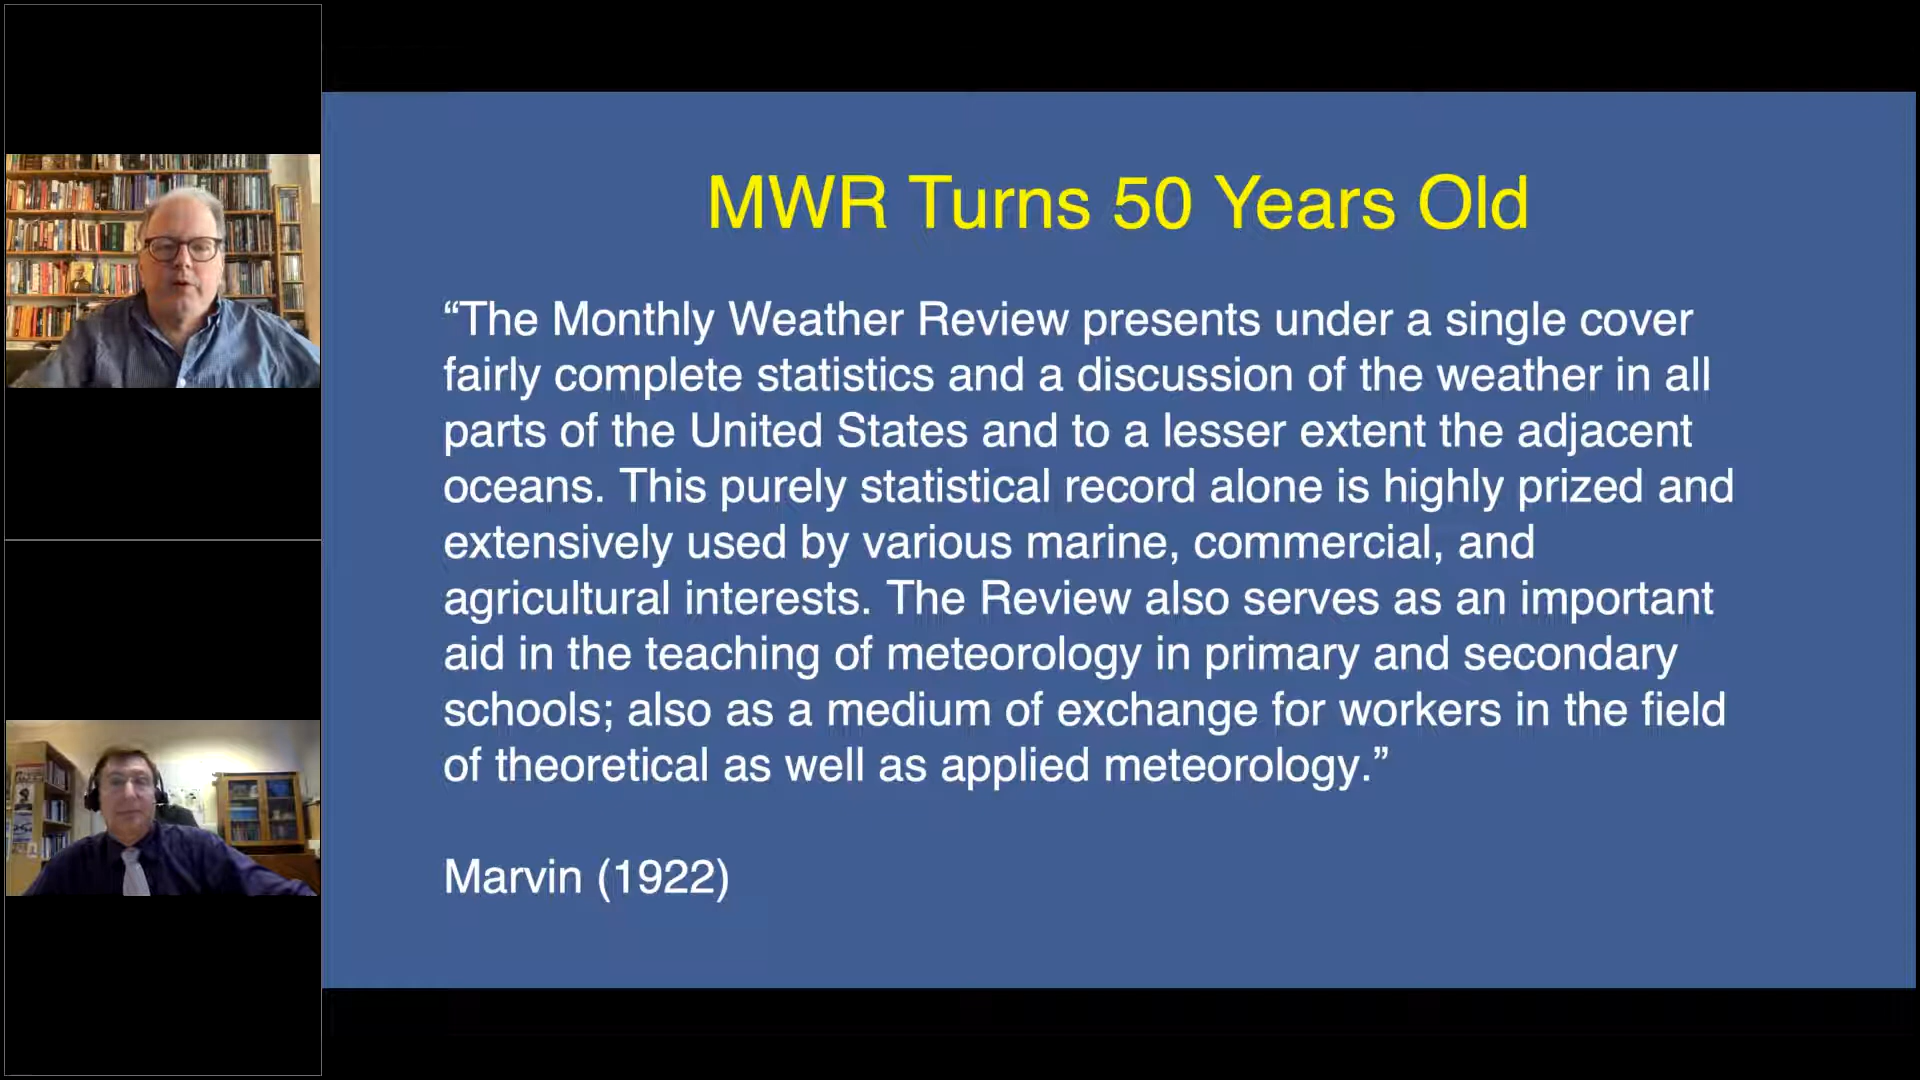 MWR Turns 50 Years Old
“The Monthly Weather Review presents under a single cover
fairly complete statistics and a discussion of the weather in all
parts of the United States and to a lesser extent the adjacent
oceans. This purely statistical record alone is highly prized and
extensively used by various marine, commercial, and
agricultural interests. The Review also serves as an important
aid in the teaching of meteorology in primary and secondary
schools; also as a medium of exchange for workers in the field
of theoretical as well as applied meteorology.”
Marvin (1922)